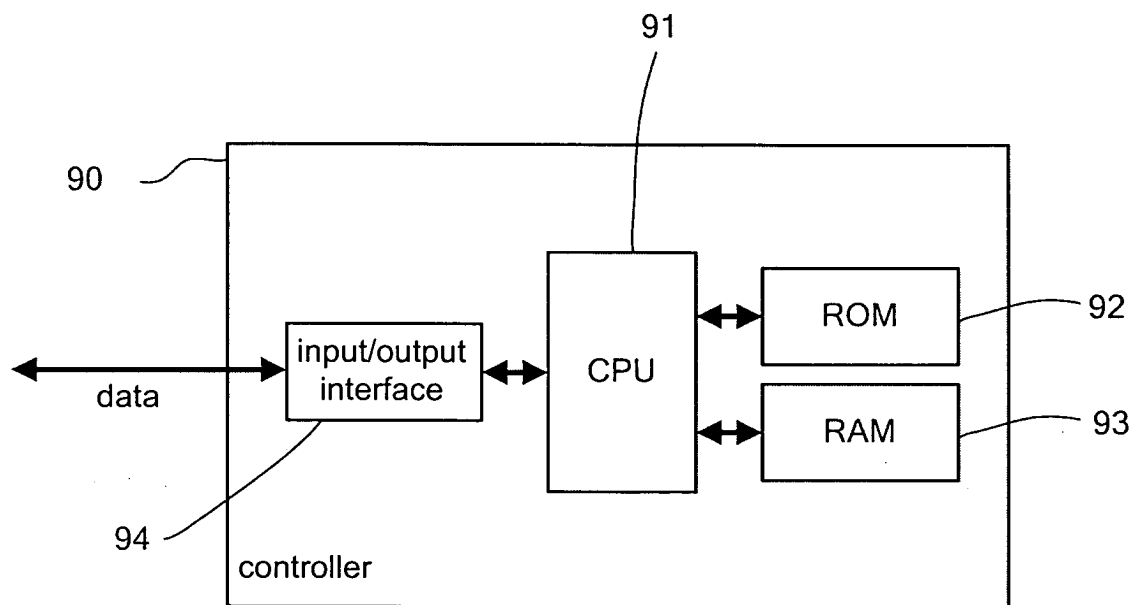 91
90
ROM
92
input/output
interface
CPU
data
RAM
93
94
controller